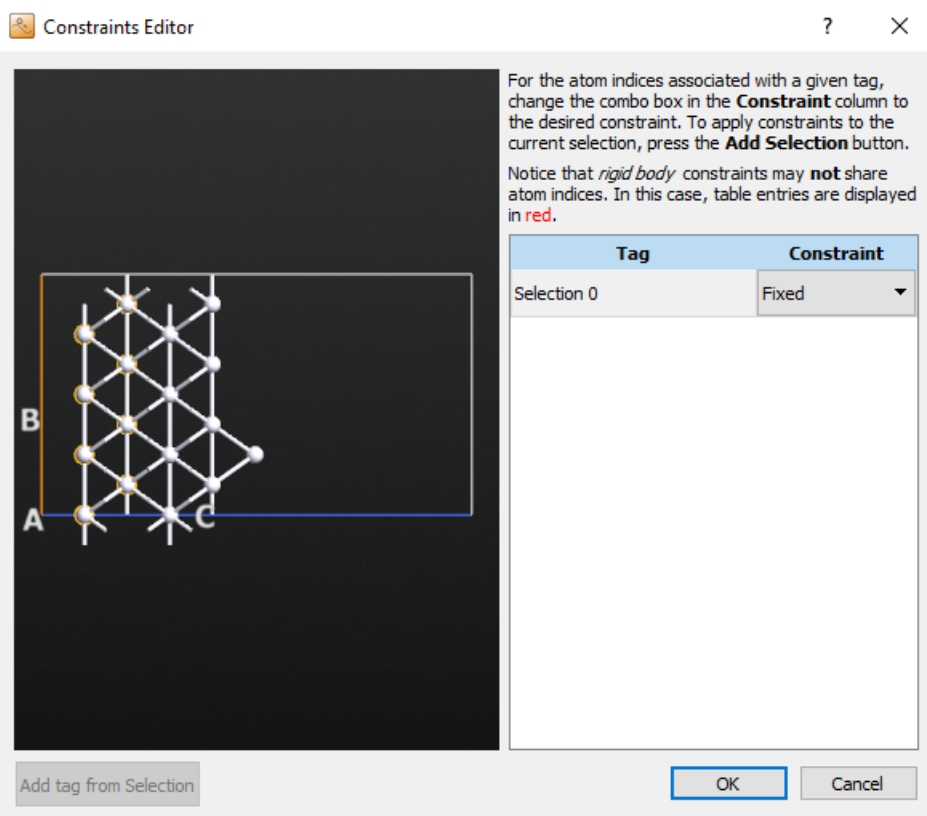 Constraints Editor
?
For the atom indices associated with a given tag,
change the combo box in the Constraint column to
the desired constraint. To apply constraints to the
current selection, press the Add Selection button.
Notice that rigid body constraints may not share
atom indices. In this case, table entries are displayed
in red.
Tag Constraint
Selection 0 Fixed
B
A
C
Add tag from Selection
OK
Cancel